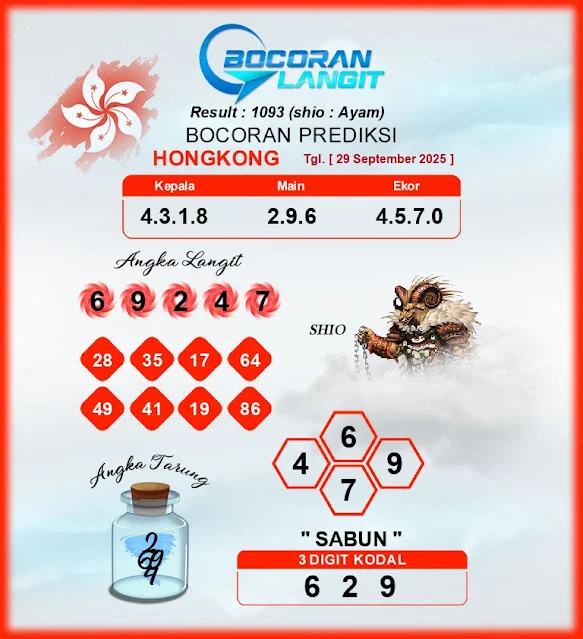 BOCORAN
LANGIT
Result : 1093 (shio : Ayam)
BOCORAN PREDIKSI
HONGKONG Tgl. [ 29 September 2025 ]
Kepala Main Ekor
4.3.1.8 2.9.6 4.5.7.0
Angka Langit
6 9 2 4 7
SHIO
28 35 17 64
49 41 19 86
6
4 9
7
Angka Tarung
" SABUN "
3 DIGIT KODAL
6 2 9